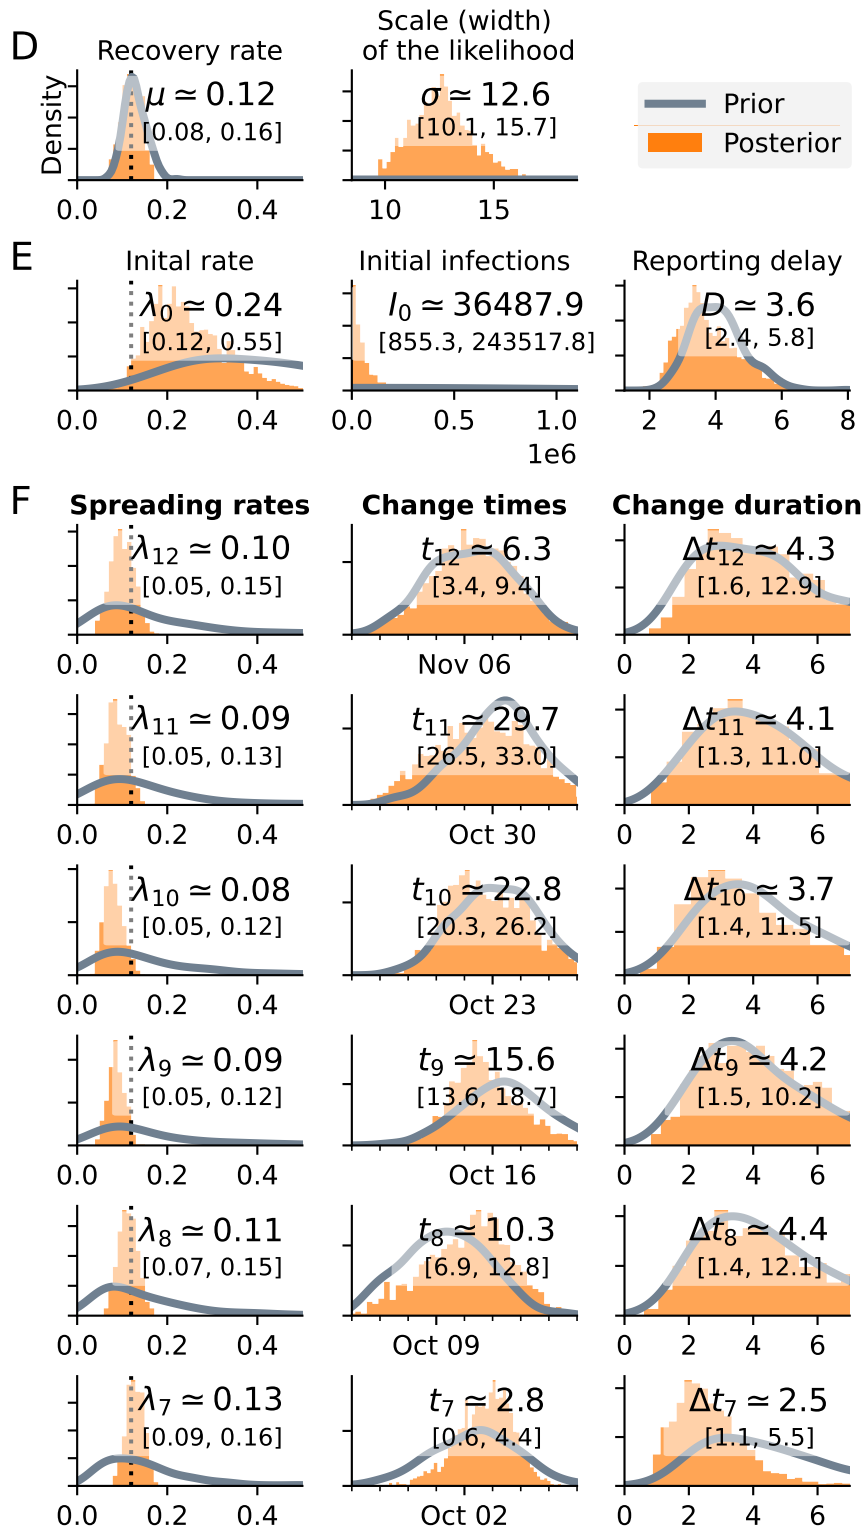 D
Recovery rate
Scale (width)
of the likelihood
Density
μ ≃ 0.12
[0.08, 0.16]
σ ≃ 12.6
[10.1, 15.7]
Prior
Posterior
0.0 0.2 0.4
10 15
E
Inital rate
Initial infections
Reporting delay
λ0 ≃ 0.24
[0.12, 0.55]
I0 ≃ 36487.9
[855.3, 243517.8]
D ≃ 3.6
[2.4, 5.8]
0.0 0.2 0.4
0.0 0.5 1.0
1e6
2 4 6 8
F
Spreading rates
Change times
Change duration
λ12 ≃ 0.10
[0.05, 0.15]
t12 ≃ 6.3
[3.4, 9.4]
Δt12 ≃ 4.3
[1.6, 12.9]
0.0 0.2 0.4
Nov 06
0 2 4 6
λ11 ≃ 0.09
[0.05, 0.13]
t11 ≃ 29.7
[26.5, 33.0]
Δt11 ≃ 4.1
[1.3, 11.0]
0.0 0.2 0.4
Oct 30
0 2 4 6
λ10 ≃ 0.08
[0.05, 0.12]
t10 ≃ 22.8
[20.3, 26.2]
Δt10 ≃ 3.7
[1.4, 11.5]
0.0 0.2 0.4
Oct 23
0 2 4 6
λ9 ≃ 0.09
[0.05, 0.12]
t9 ≃ 15.6
[13.6, 18.7]
Δt9 ≃ 4.2
[1.5, 10.2]
0.0 0.2 0.4
Oct 16
0 2 4 6
λ8 ≃ 0.11
[0.07, 0.15]
t8 ≃ 10.3
[6.9, 12.8]
Δt8 ≃ 4.4
[1.4, 12.1]
0.0 0.2 0.4
Oct 09
0 2 4 6
λ7 ≃ 0.13
[0.09, 0.16]
t7 ≃ 2.8
[0.6, 4.4]
Δt7 ≃ 2.5
[1.1, 5.5]
0.0 0.2 0.4
Oct 02
0 2 4 6